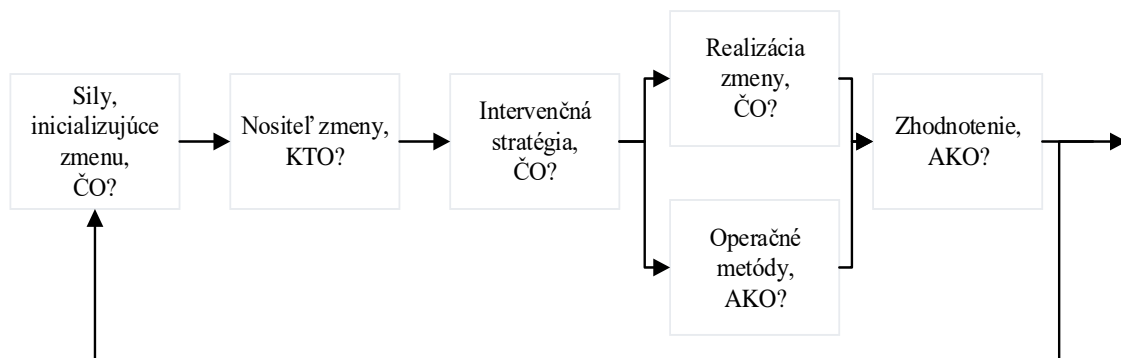 Sily,
inicializujúce
zmenu,
ČO?
Nositeľ zmeny,
KTO?
Intervenčná
stratégia,
ČO?
Realizácia
zmeny,
ČO?
Operačné
metódy,
AKO?
Zhodnotenie,
AKO?